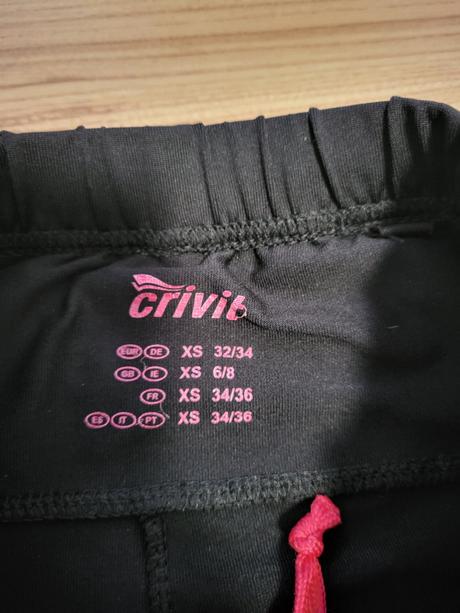 crivit
EUR DE XS 32/34
GB IE XS 6/8
FR XS 34/36
ES IT PT XS 34/36